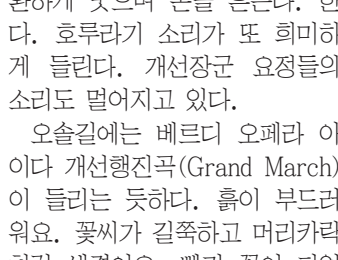 환하게 웃으며 손을 흔든다. 한
다. 호루라기 소리가 또 희미하
게 들린다. 개선장군 요정들의
소리도 멀어지고 있다.
오솔길에는 베르디 오페라 아
이다 개선행진곡(Grand March)
이 들리는 듯하다. 흙이 부드러
워요. 꽃씨가 길쭉하고 머리카락